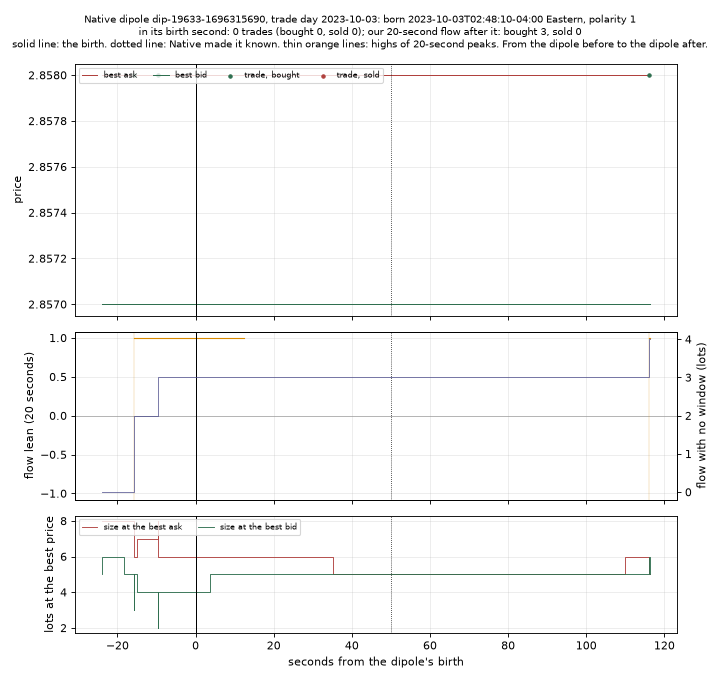 Native dipole dip-19633-1696315690, trade day 2023-10-03: born 2023-10-03T02:48:10-04:00 Eastern, polarity 1
in its birth second: 0 trades (bought 0, sold 0); our 20-second flow after it: bought 3, sold 0
solid line: the birth. dotted line: Native made it known. thin orange lines: highs of 20-second peaks. From the dipole before to the dipole after.
best ask best bid trade, bought trade, sold
2.8580
2.8578
2.8576
2.8574
2.8572
2.8570
price
1.0
0.5
0.0
−0.5
−1.0
flow lean (20 seconds)
4
3
2
1
0
flow with no window (lots)
size at the best ask size at the best bid
8
6
4
2
lots at the best price
−20 0 20 40 60 80 100 120
seconds from the dipole's birth